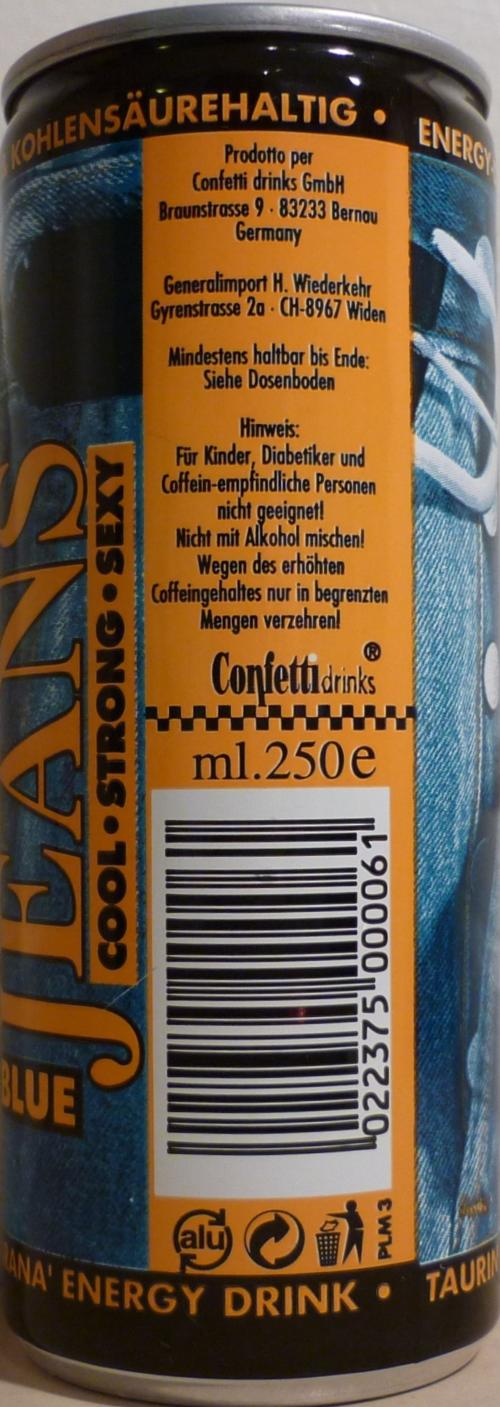 KOHLENSÄUREHALTIG •
ENERGY-
Prodotto per
Confetti drinks GmbH
Braunstrasse 9 · 83233 Bernau
Germany
Generalimport H. Wiederkehr
Gyrenstrasse 2a · CH-8967 Widen
Mindestens haltbar bis Ende:
Siehe Dosenboden
Hinweis:
Für Kinder, Diabetiker und
Coffein-empfindliche Personen
nicht geeignet!
Nicht mit Alkohol mischen!
Wegen des erhöhten
Coffeingehaltes nur in begrenzten
Mengen verzehren!
Confetti drinks®
ml.250e
022375 000061
alu
PLM 3
BLUE
JEANS
COOL•STRONG•SEXY
RANA' ENERGY DRINK •
TAURIN